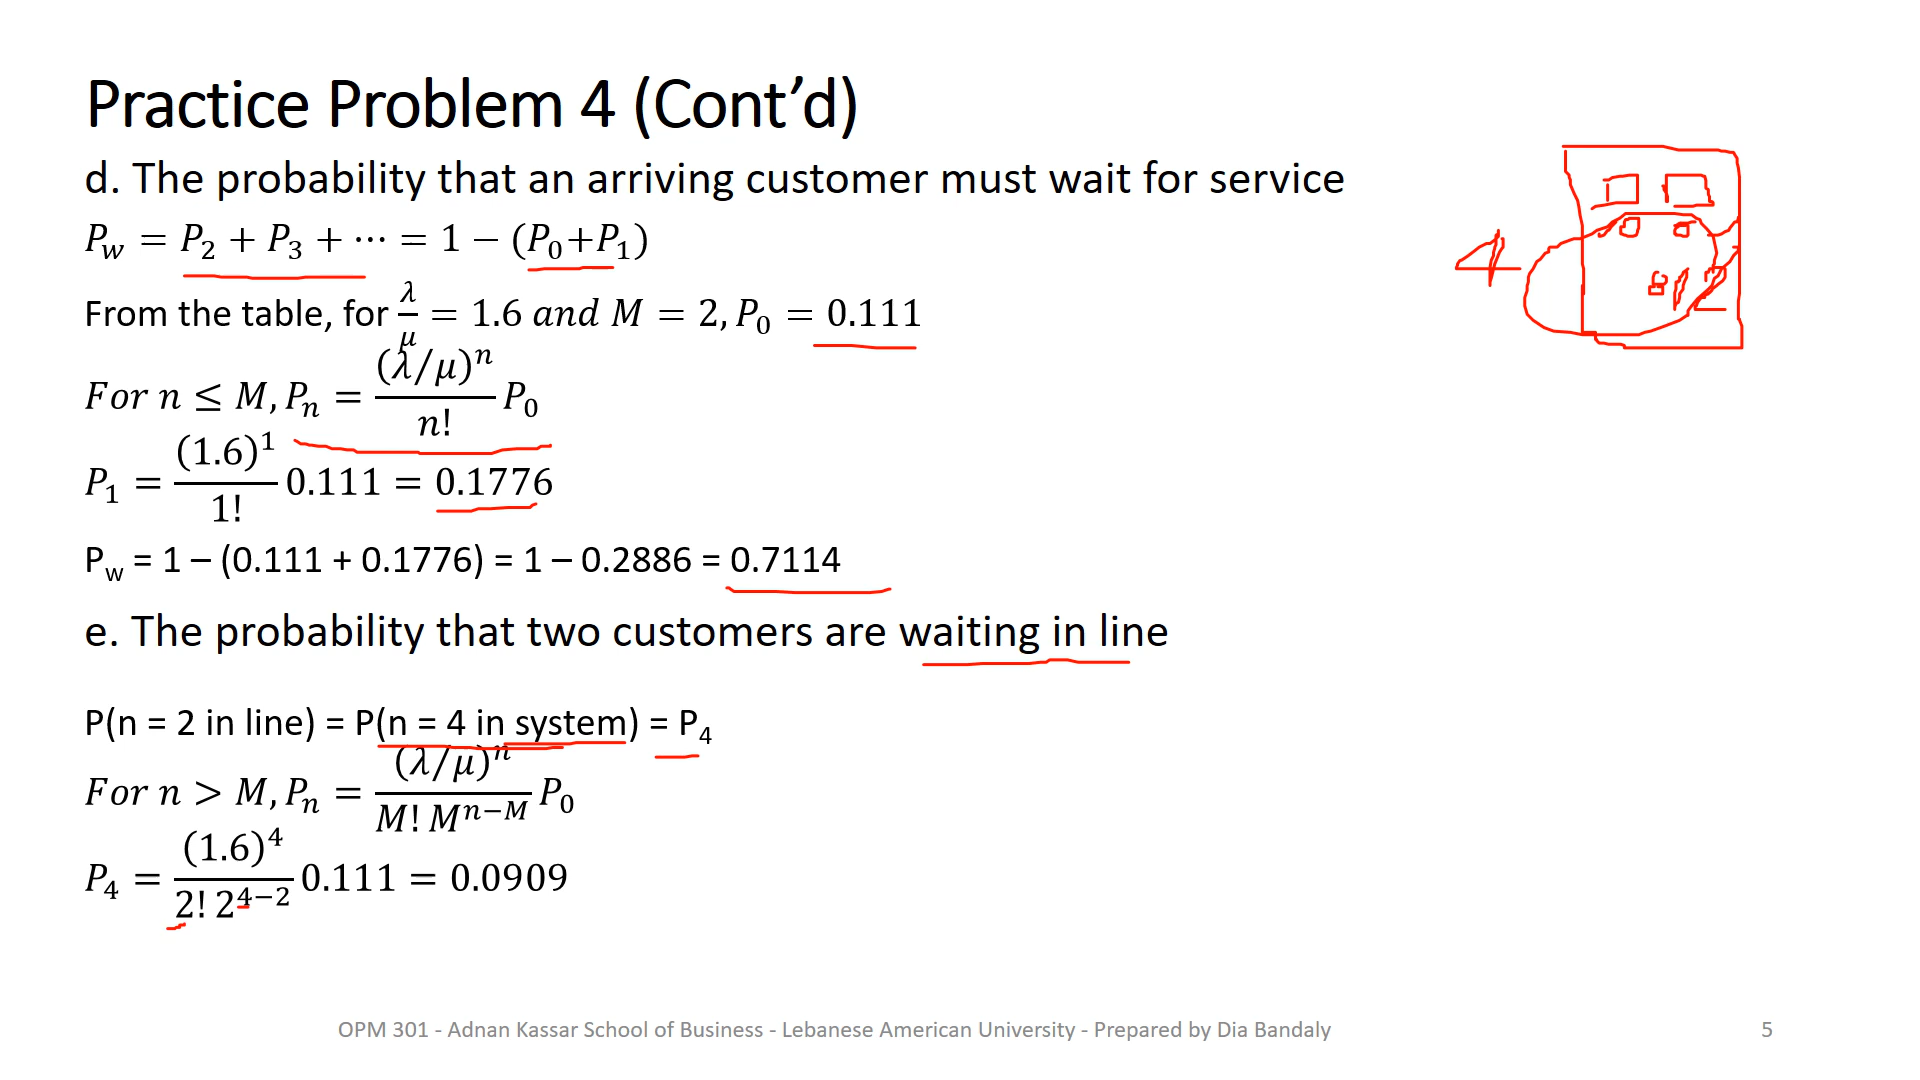 Practice Problem 4 (Cont’d)
d. The probability that an arriving customer must wait for service
P_w = P_2 + P_3 + ⋯ = 1 − (P_0+P_1)
From the table, for λ/μ = 1.6 and M = 2, P_0 = 0.111
For n ≤ M, P_n = (λ/μ)^n / n! P_0
P_1 = (1.6)^1 / 1! 0.111 = 0.1776
P_w = 1 – (0.111 + 0.1776) = 1 – 0.2886 = 0.7114
e. The probability that two customers are waiting in line
P(n = 2 in line) = P(n = 4 in system) = P_4
For n > M, P_n = (λ/μ)^n / M! M^{n−M} P_0
P_4 = (1.6)^4 / 2! 2^{4−2} 0.111 = 0.0909
4
OPM 301 - Adnan Kassar School of Business - Lebanese American University - Prepared by Dia Bandaly
5